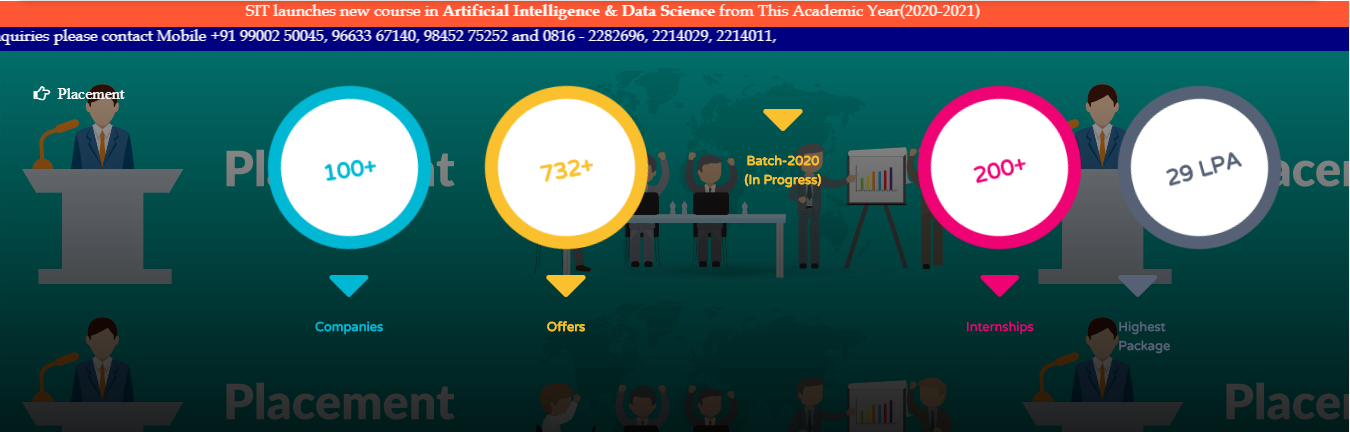 SIT launches new course in Artificial Intelligence & Data Science from This Academic Year(2020-2021)
quiries please contact Mobile +91 99002 50045, 96633 67140, 98452 75252 and 0816 - 2282696, 2214029, 2214011,
Placement
100+
Companies
732+
Offers
Batch-2020
(In Progress)
200+
Internships
29 LPA
Highest
Package
Placement
Placement
Placement
Placement